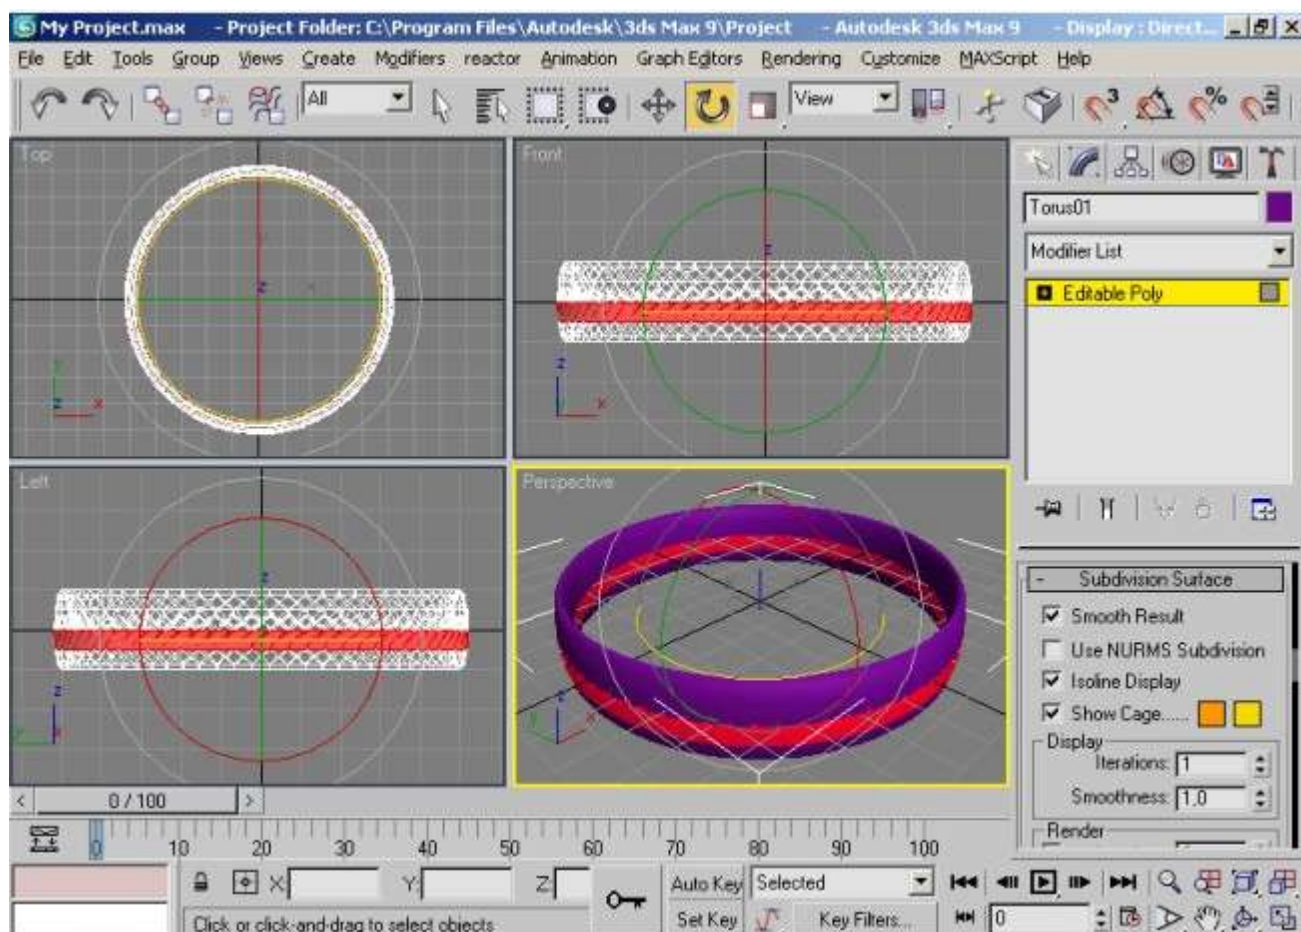 My Project.max - Project Folder: C:\Program Files\Autodesk\3ds Max 9\Project - Autodesk 3ds Max 9 - Display : Direct...
File Edit Tools Group Views Create Modifiers reactor Animation Graph Editors Rendering Customize MAXScript Help
All View 3 %
Top Front
Torus01
Modifier List
Editable Poly
z
z
y
z x
z
y x
Left Perspective
z
z
y x
z
y x
- Subdivision Surface
Smooth Result
Use NURMS Subdivision
Isoline Display
Show Cage......
Display
Iterations: 1
Smoothness: 1,0
Render
< 0 / 100 >
0 10 20 30 40 50 60 70 80 90 100
X: Y: Z: Auto Key Selected
Click or click-and-drag to select objects Set Key Key Filters... 0